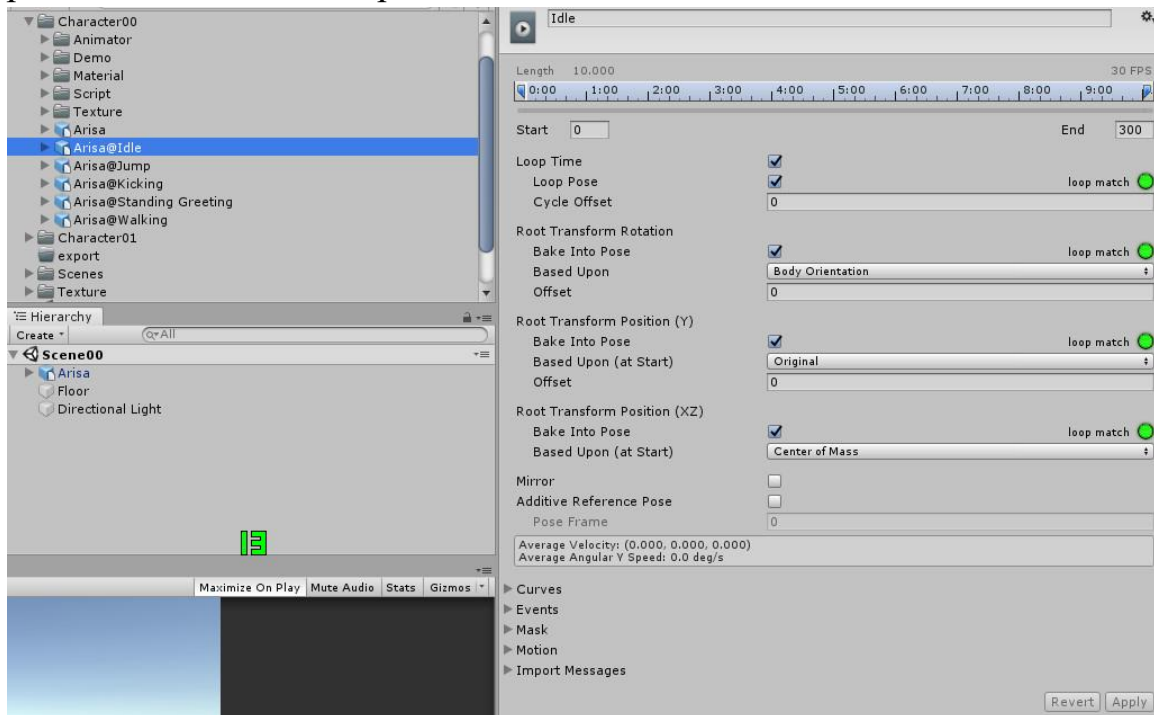 Character00
Animator
Demo
Material
Script
Texture
Arisa
Arisa@Idle
Arisa@Jump
Arisa@Kicking
Arisa@Standing Greeting
Arisa@Walking
Character01
export
Scenes
Texture
Hierarchy
Create
All
Scene00
Arisa
Floor
Directional Light
13
Maximize On Play Mute Audio Stats Gizmos
Idle
Length 10.000 30 FPS
0:00 1:00 2:00 3:00 4:00 5:00 6:00 7:00 8:00 9:00
Start 0 End 300
Loop Time
Loop Pose loop match
Cycle Offset 0
Root Transform Rotation
Bake Into Pose loop match
Based Upon Body Orientation
Offset 0
Root Transform Position (Y)
Bake Into Pose loop match
Based Upon (at Start) Original
Offset 0
Root Transform Position (XZ)
Bake Into Pose loop match
Based Upon (at Start) Center of Mass
Mirror
Additive Reference Pose
Pose Frame 0
Average Velocity: (0.000, 0.000, 0.000)
Average Angular Y Speed: 0.0 deg/s
Curves
Events
Mask
Motion
Import Messages
Revert Apply